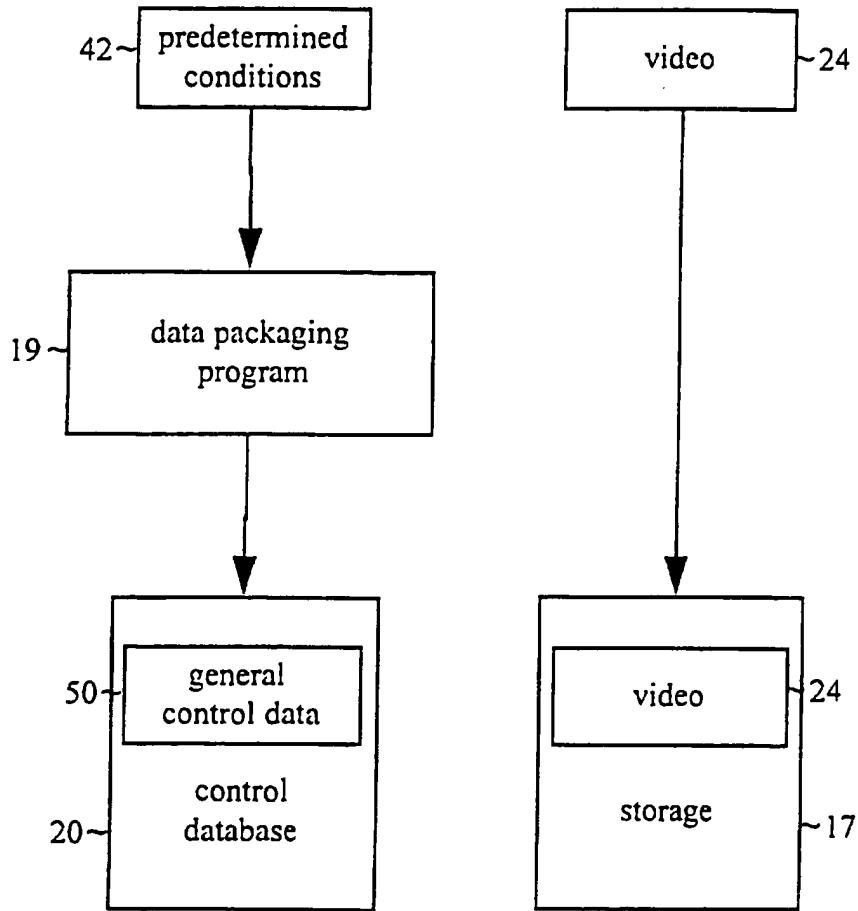 42
predetermined
conditions
video
24
19
data packaging
program
50
general
control data
20
control
database
video
24
storage
17